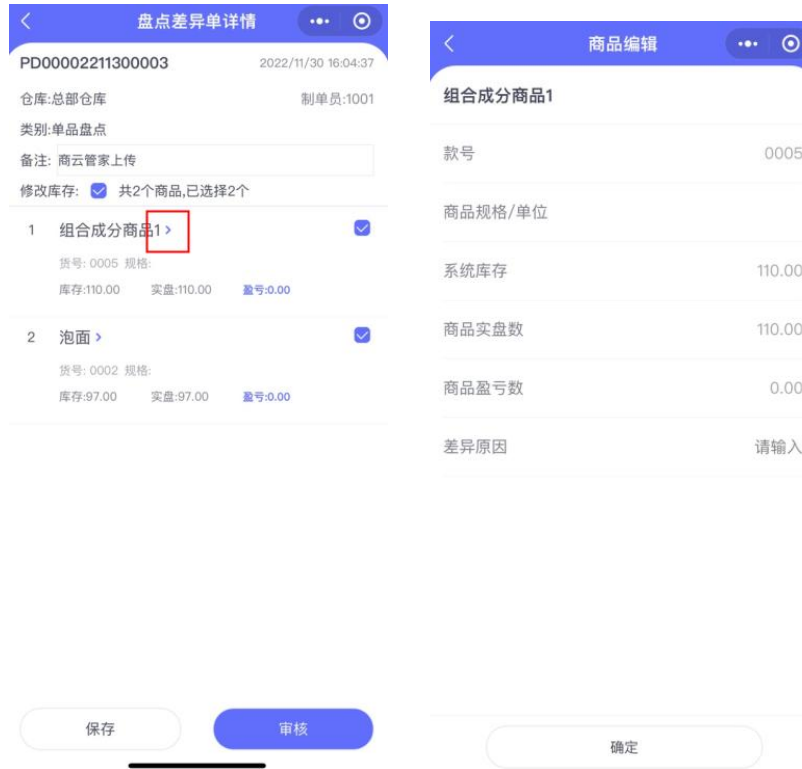 盘点差异单详情
PD00002211300003 2022/11/30 16:04:37
仓库:总部仓库 制单员:1001
类别:单品盘点
备注: 商云管家上传
修改库存: 共2个商品,已选择2个
1 组合成分商品1 >
货号: 0005 规格:
库存:110.00 实盘:110.00 盈亏:0.00
2 泡面 >
货号: 0002 规格:
库存:97.00 实盘:97.00 盈亏:0.00
保存 审核
商品编辑
组合成分商品1
款号 0005
商品规格/单位
系统库存 110.00
商品实盘数 110.00
商品盈亏数 0.00
差异原因 请输入
确定